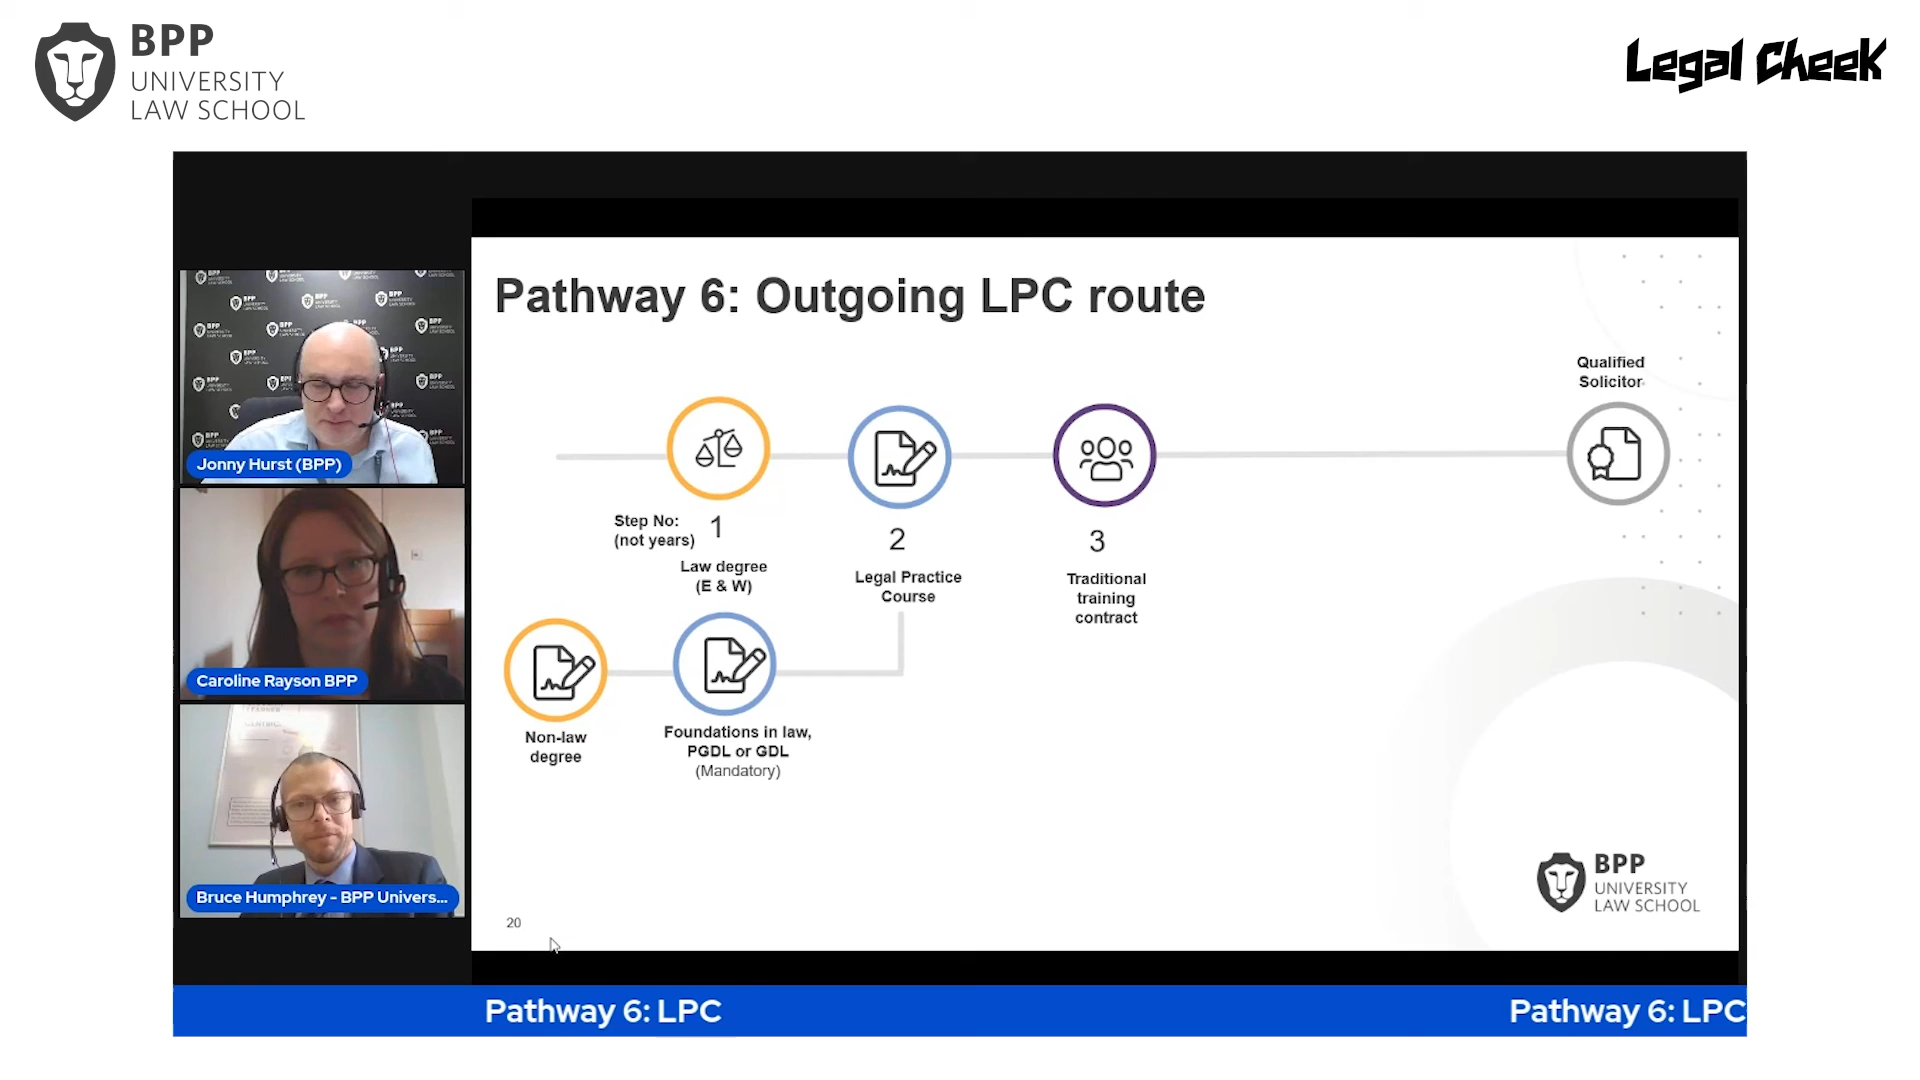 BPP
UNIVERSITY
LAW SCHOOL
Legal Cheek
Jonny Hurst (BPP)
Caroline Rayson BPP
Bruce Humphrey - BPP Univers...
Pathway 6: Outgoing LPC route
Qualified
Solicitor
Step No:
(not years)
1
Law degree
(E & W)
2
Legal Practice
Course
3
Traditional
training
contract
Non-law
degree
Foundations in law,
PGDL or GDL
(Mandatory)
BPP
UNIVERSITY
LAW SCHOOL
20
Pathway 6: LPC
Pathway 6: LPC